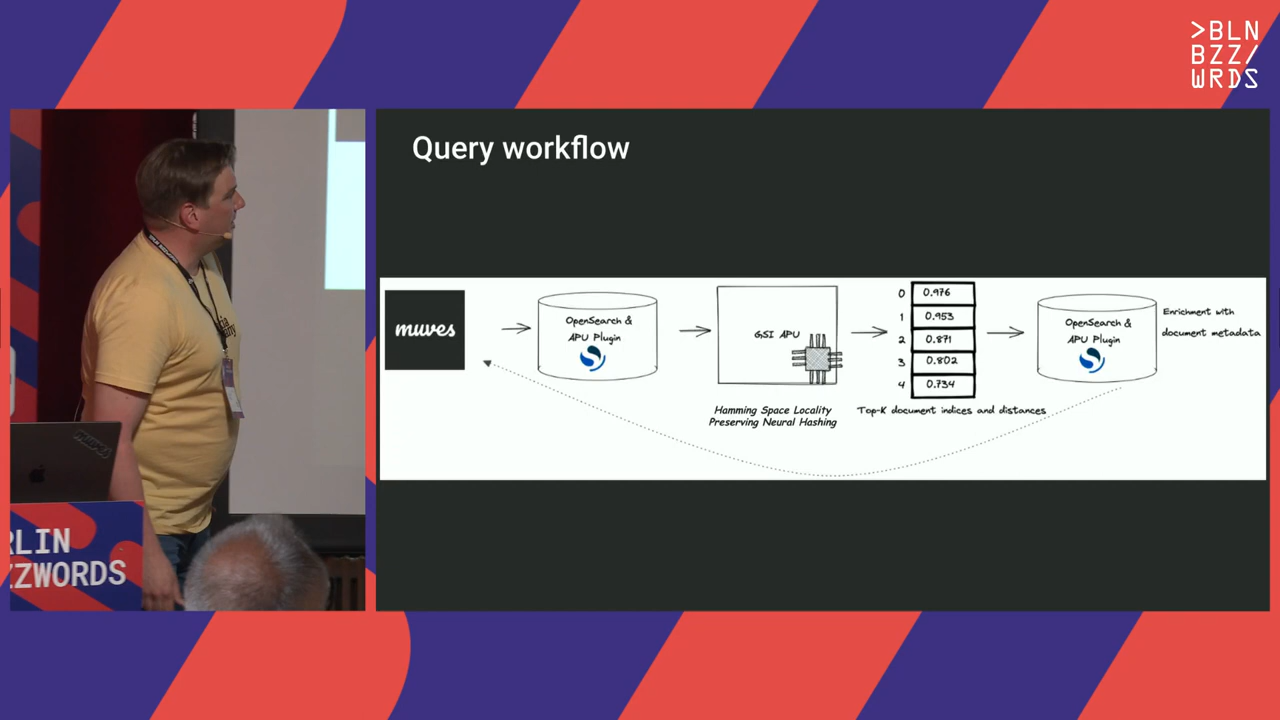 >BLN
BZZ/
WRDS
Query workflow
muves
OpenSearch &
APU Plugin
GSI APU
Hamming Space Locality
Preserving Neural Hashing
0 0.976
1 0.953
2 0.871
3 0.802
4 0.734
Top-K document indices and distances
OpenSearch &
APU Plugin
Enrichment with
document metadata
RLIN
ZZWORDS